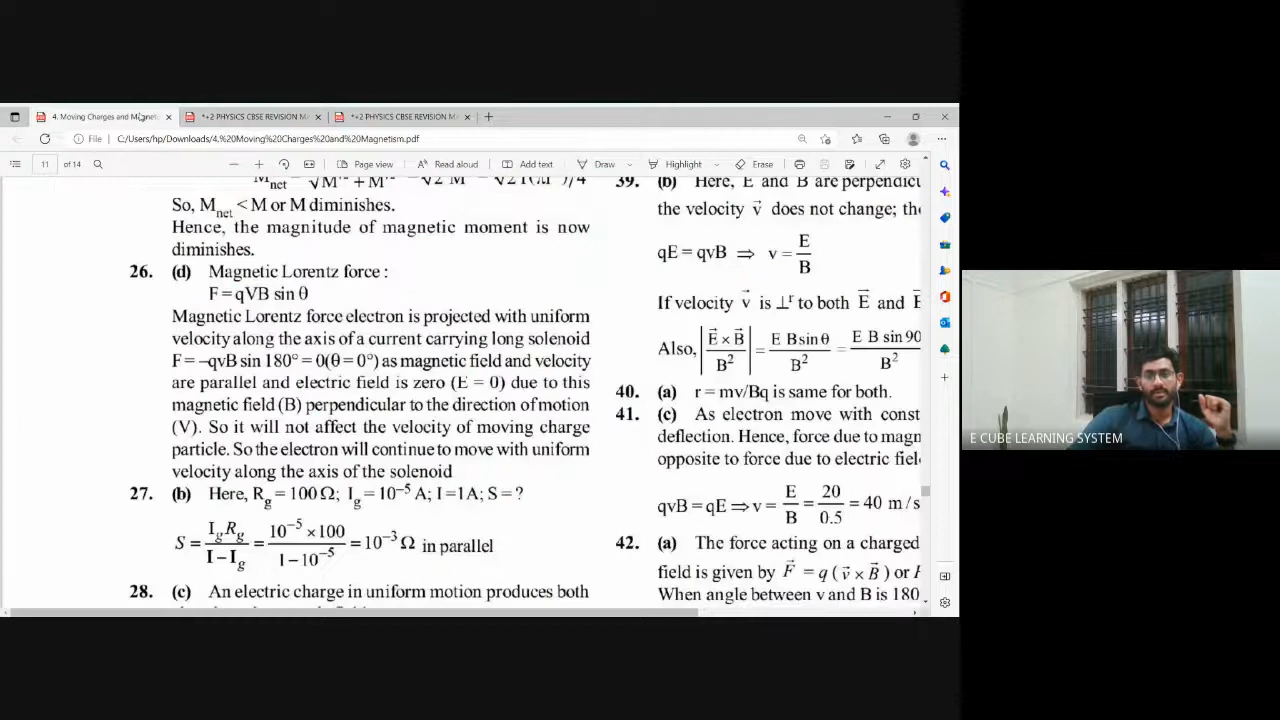 4. Moving Charges and Magnet
*+2 PHYSICS CBSE REVISION M
*+2 PHYSICS CBSE REVISION M
File
C:/Users/hp/Downloads/4.%20Moving%20Charges%20and%20Magnetism.pdf
11 of 14
Page view
Read aloud
Add text
Draw
Highlight
Erase
So, Mnet < M or M diminishes.
Hence, the magnitude of magnetic moment is now
diminishes.
26. (d) Magnetic Lorentz force :
F = qVB sin θ
Magnetic Lorentz force electron is projected with uniform
velocity along the axis of a current carrying long solenoid
F = –qvB sin 180° = 0(θ = 0°) as magnetic field and velocity
are parallel and electric field is zero (E = 0) due to this
magnetic field (B) perpendicular to the direction of motion
(V). So it will not affect the velocity of moving charge
particle. So the electron will continue to move with uniform
velocity along the axis of the solenoid
27. (b) Here, Rg = 100 Ω; Ig = 10⁻⁵ A; I = 1A; S = ?
S = IgRg / (I – Ig) = 10⁻⁵ × 100 / (1 – 10⁻⁵) = 10⁻³ Ω in parallel
28. (c) An electric charge in uniform motion produces both
39. (b) Here, E and B are perpendicu
the velocity v⃗ does not change; the
qE = qvB ⇒ v = E/B
If velocity v⃗ is ⊥ʳ to both E⃗ and
Also, |E⃗ × B⃗ / B²| = E B sin θ / B² = E B sin 90 / B²
40. (a) r = mv/Bq is same for both.
41. (c) As electron move with const
deflection. Hence, force due to magn
opposite to force due to electric fiel
qvB = qE ⇒ v = E/B = 20/0.5 = 40 m/s
42. (a) The force acting on a charged
field is given by F⃗ = q (v⃗ × B⃗) or
When angle between v and B is 180
E CUBE LEARNING SYSTEM